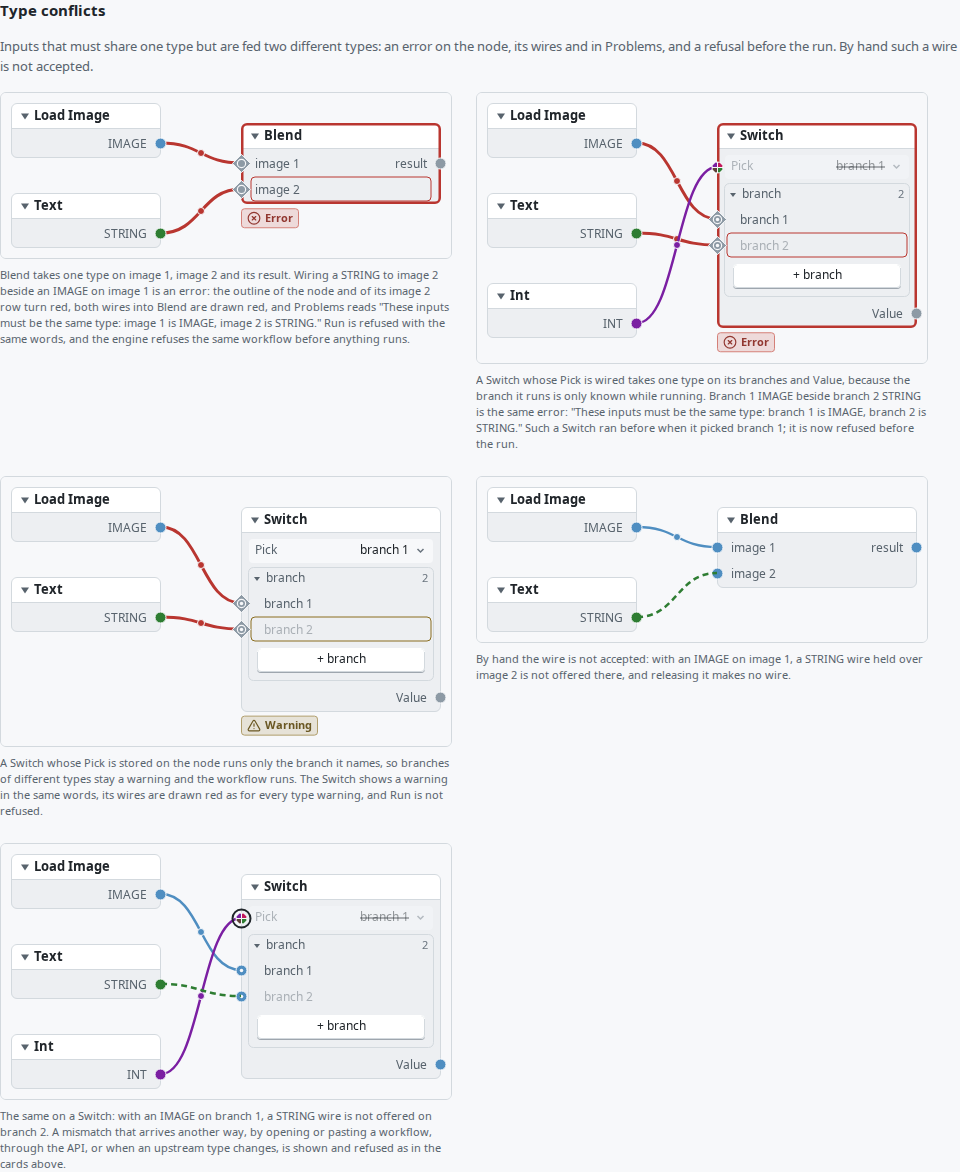 Type conflicts
Inputs that must share one type but are fed two different types: an error on the node, its wires and in Problems, and a refusal before the run. By hand such a wire
is not accepted.
Load Image
IMAGE
Text
STRING
Blend
image 1
result
image 2
Error
Blend takes one type on image 1, image 2 and its result. Wiring a STRING to image 2
beside an IMAGE on image 1 is an error: the outline of the node and of its image 2
row turn red, both wires into Blend are drawn red, and Problems reads "These inputs
must be the same type: image 1 is IMAGE, image 2 is STRING." Run is refused with the
same words, and the engine refuses the same workflow before anything runs.
Load Image
IMAGE
Text
STRING
Int
INT
Switch
Pick
branch 1
branch
2
branch 1
branch 2
+ branch
Value
Error
A Switch whose Pick is wired takes one type on its branches and Value, because the
branch it runs is only known while running. Branch 1 IMAGE beside branch 2 STRING
is the same error: "These inputs must be the same type: branch 1 is IMAGE, branch 2 is
STRING." Such a Switch ran before when it picked branch 1; it is now refused before
the run.
Load Image
IMAGE
Text
STRING
Switch
Pick
branch 1
branch
2
branch 1
branch 2
+ branch
Value
Warning
A Switch whose Pick is stored on the node runs only the branch it names, so branches
of different types stay a warning and the workflow runs. The Switch shows a warning
in the same words, its wires are drawn red as for every type warning, and Run is not
refused.
Load Image
IMAGE
Text
STRING
Blend
image 1
result
image 2
By hand the wire is not accepted: with an IMAGE on image 1, a STRING wire held over
image 2 is not offered there, and releasing it makes no wire.
Load Image
IMAGE
Text
STRING
Int
INT
Switch
Pick
branch 1
branch
2
branch 1
branch 2
+ branch
Value
The same on a Switch: with an IMAGE on branch 1, a STRING wire is not offered on
branch 2. A mismatch that arrives another way, by opening or pasting a workflow,
through the API, or when an upstream type changes, is shown and refused as in the
cards above.